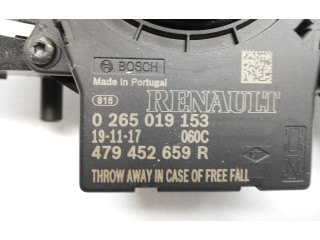 BOSCH
Made in Portugal
815
RENAULT
0 265 019 153
19-11-17 060C
479 452 659 R
THROW AWAY IN CASE OF FREE FALL